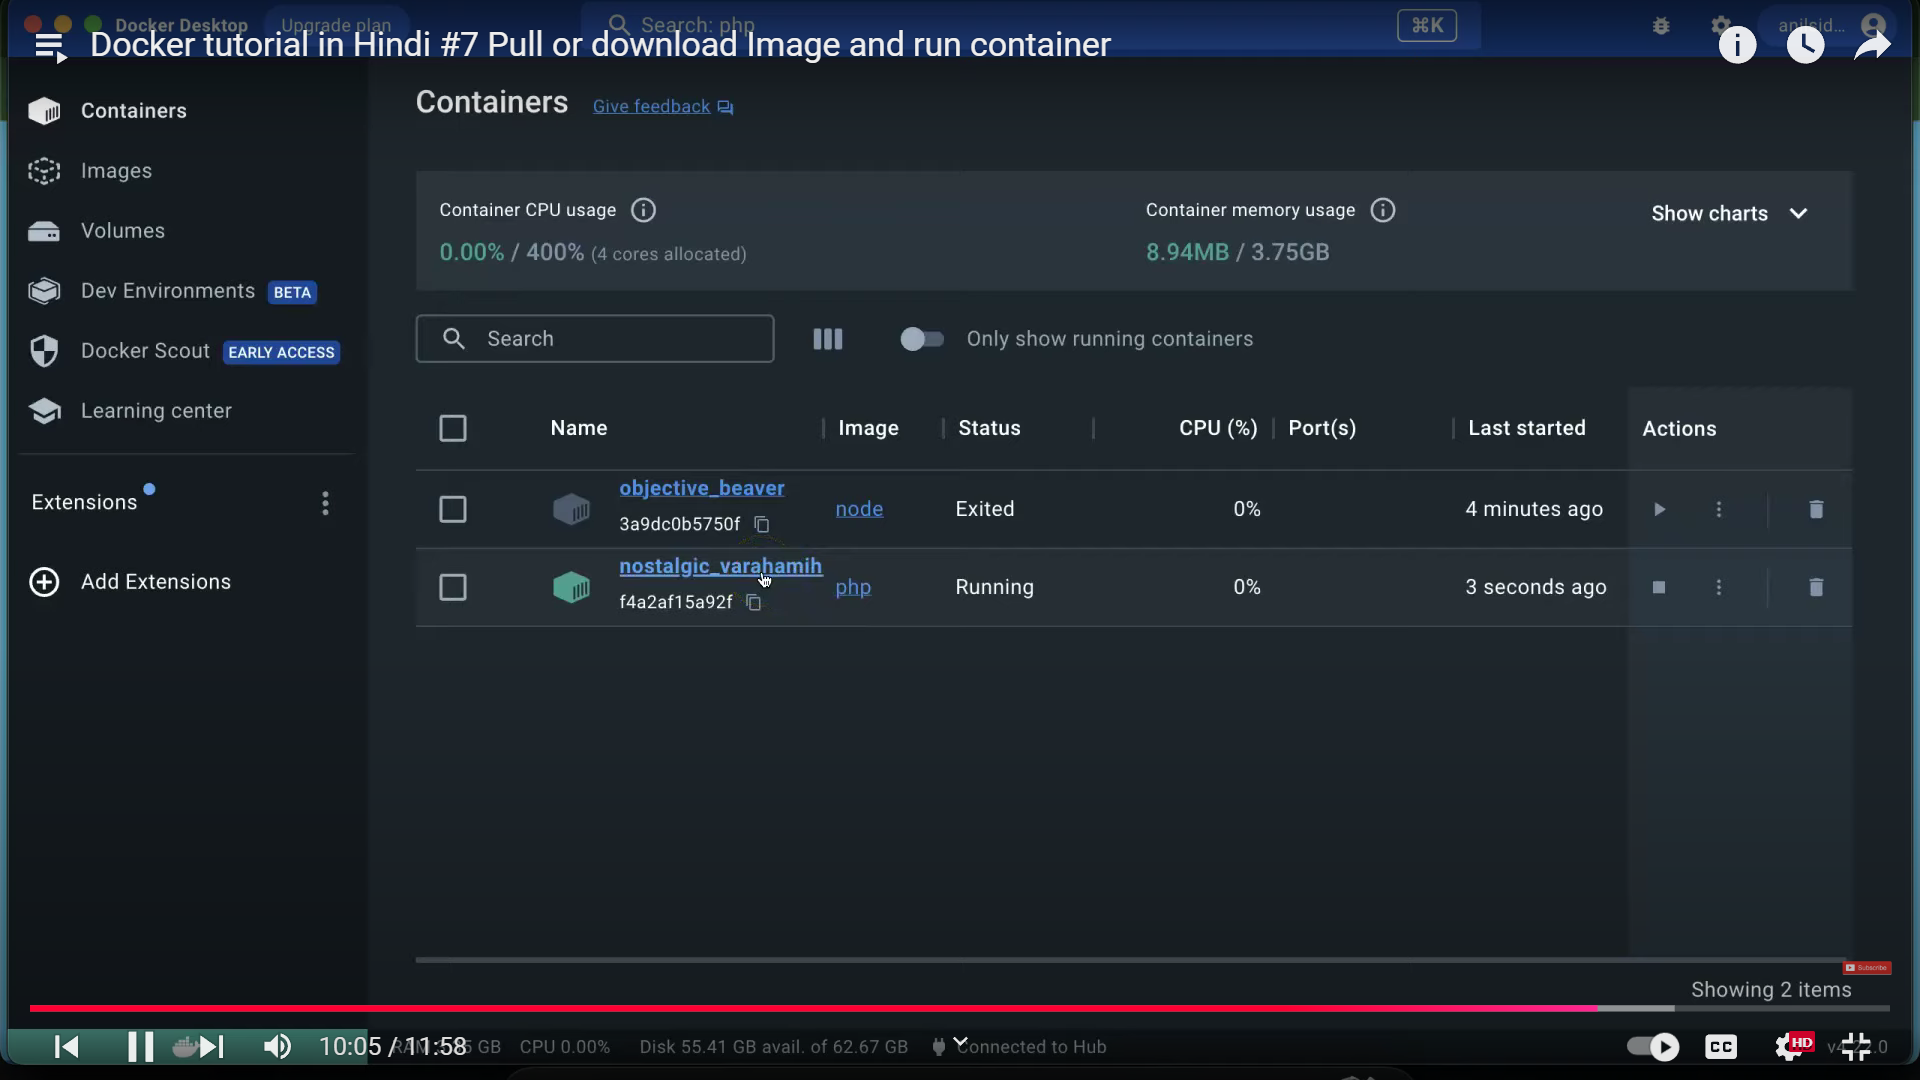 Docker Desktop Upgrade plan Search: php ⌘K anilsid...
Docker tutorial in Hindi #7 Pull or download Image and run container
Containers
Images
Volumes
Dev Environments BETA
Docker Scout EARLY ACCESS
Learning center
Extensions
Add Extensions
Containers Give feedback
Container CPU usage
0.00% / 400% (4 cores allocated)
Container memory usage
8.94MB / 3.75GB
Show charts
Search
Only show running containers
Name Image Status CPU (%) Port(s) Last started Actions
objective_beaver
3a9dc0b5750f
node Exited 0% 4 minutes ago
nostalgic_varahamih
f4a2af15a92f
php Running 0% 3 seconds ago
Subscribe
Showing 2 items
10:05 / 11:58 GB CPU 0.00% Disk 55.41 GB avail. of 62.67 GB Connected to Hub CC HD